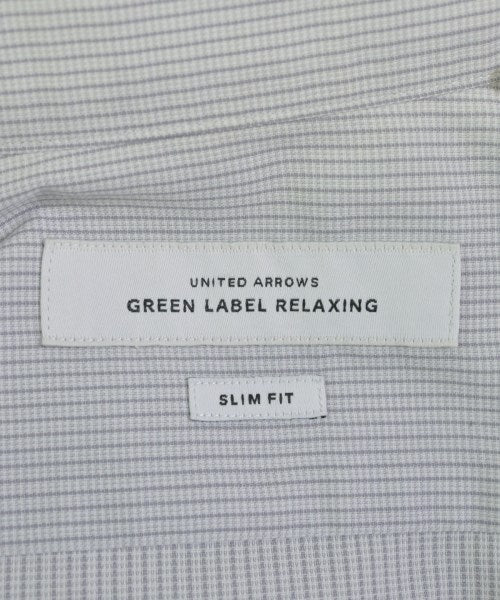 UNITED ARROWS
GREEN LABEL RELAXING
SLIM FIT